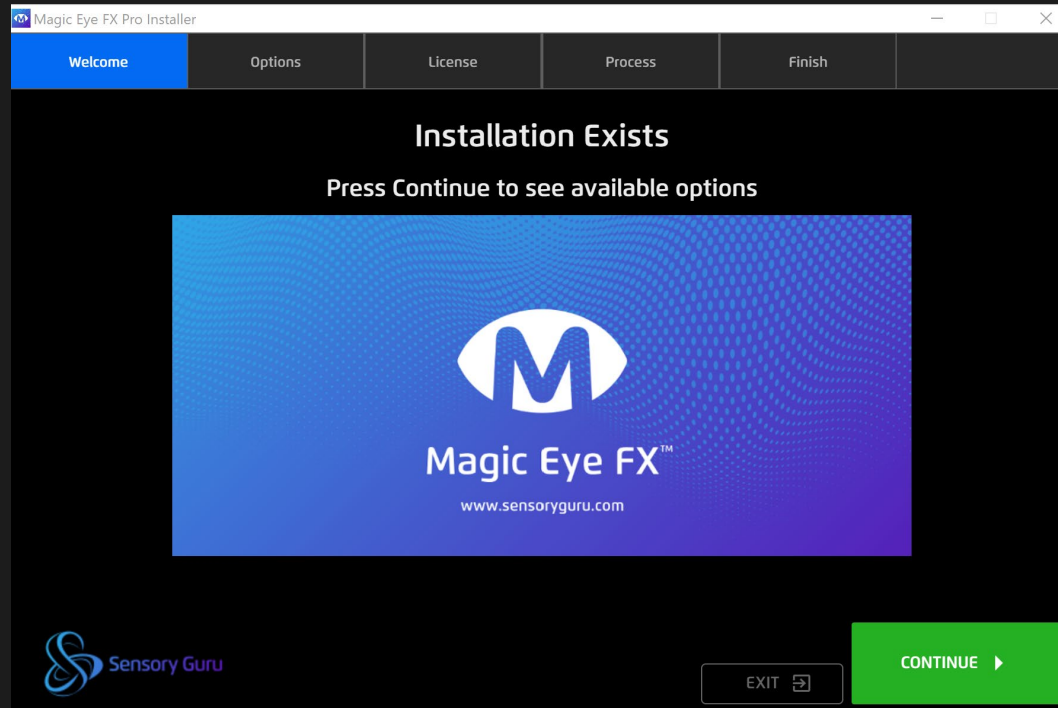 Magic Eye FX Pro Installer
Welcome
Options
License
Process
Finish
Installation Exists
Press Continue to see available options
Magic Eye FX™
www.sensoryguru.com
Sensory Guru
EXIT
CONTINUE